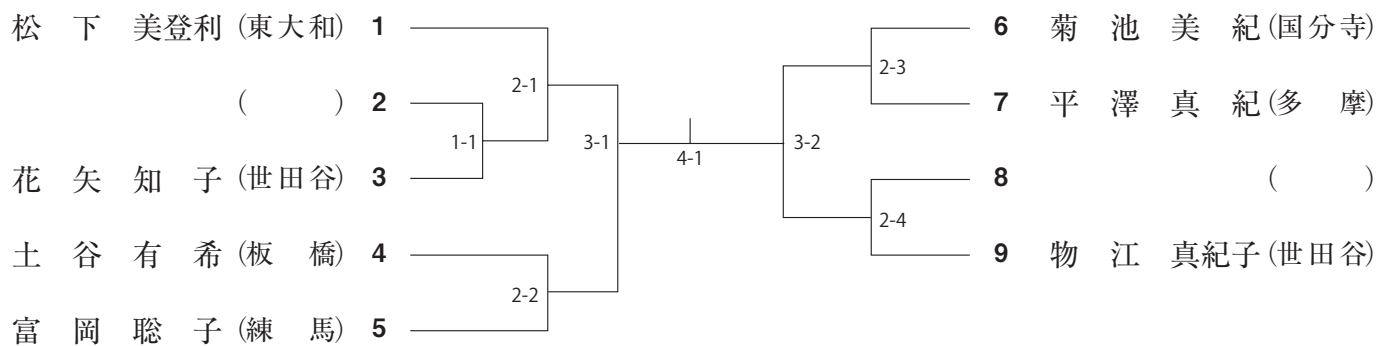 松下美登利 (東大和) 1
( ) 2
花矢知子 (世田谷) 3
土谷有希 (板橋) 4
富岡聡子 (練馬) 5
1-1
2-1
2-2
3-1
4-1
3-2
2-3
2-4
6 菊池美紀 (国分寺)
7 平澤真紀 (多摩)
8 ( )
9 物江真紀子 (世田谷)